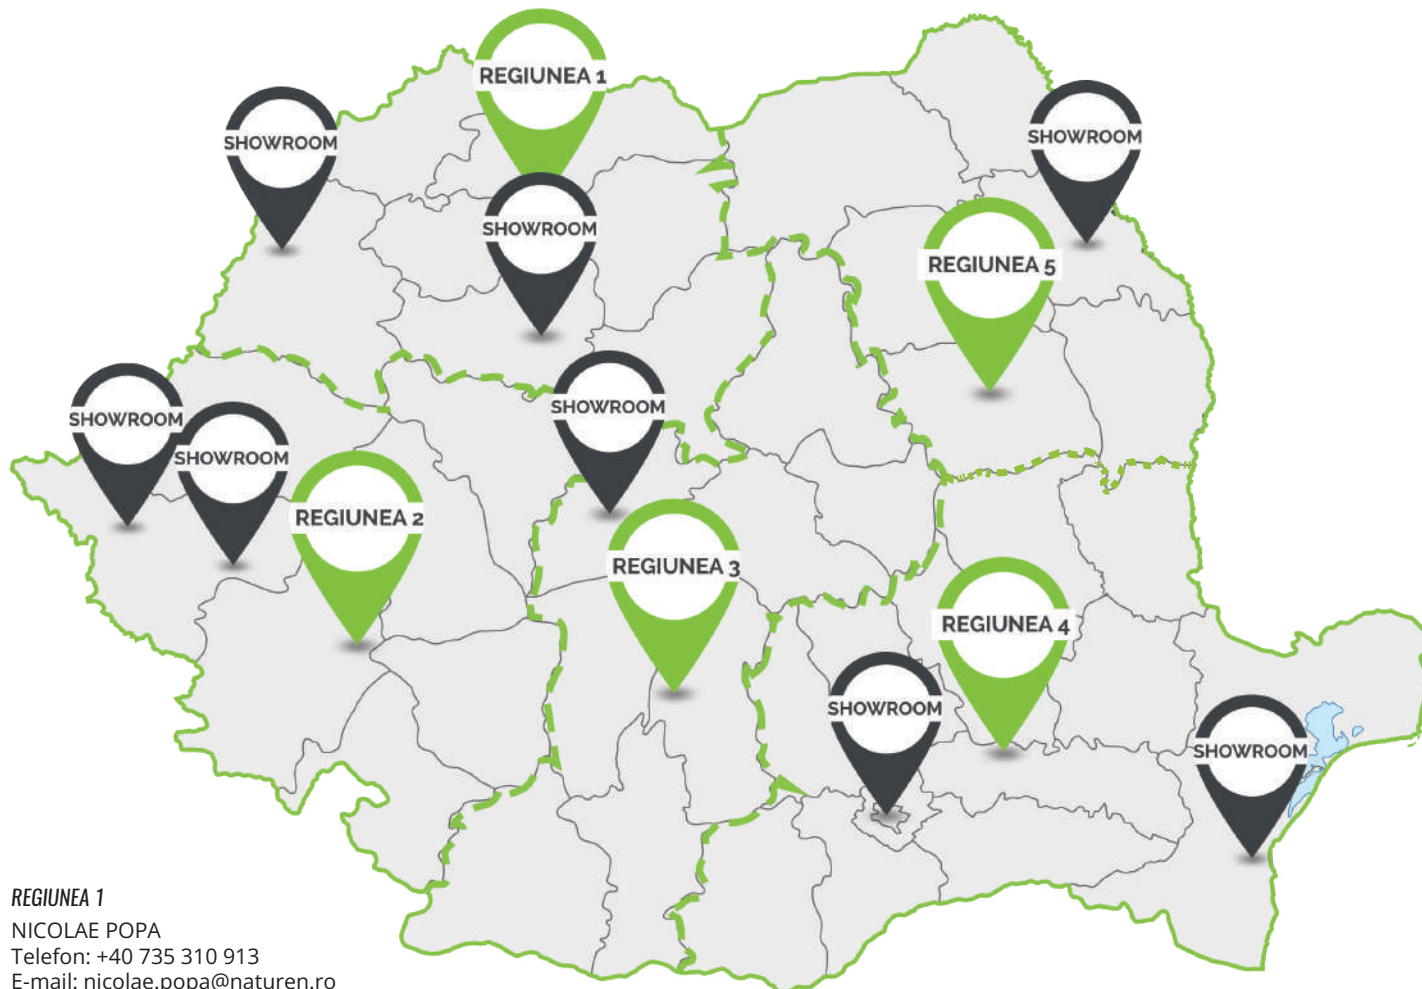 REGIUNEA 1
SHOWROOM
SHOWROOM
SHOWROOM
REGIUNEA 5
SHOWROOM
SHOWROOM
SHOWROOM
REGIUNEA 2
REGIUNEA 3
REGIUNEA 4
SHOWROOM
SHOWROOM
REGIUNEA 1
NICOLAE POPA
Telefon: +40 735 310 913
E-mail: nicolae.popa@naturen.ro